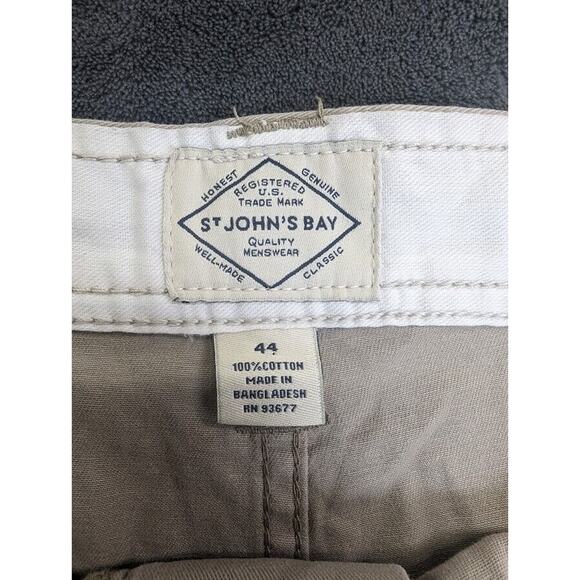 HONEST
GENUINE
REGISTERED
U.S.
TRADE MARK
ST JOHN'S BAY
QUALITY
MENSWEAR
WELL-MADE
CLASSIC
44
100%COTTON
MADE IN
BANGLADESH
RN 93677